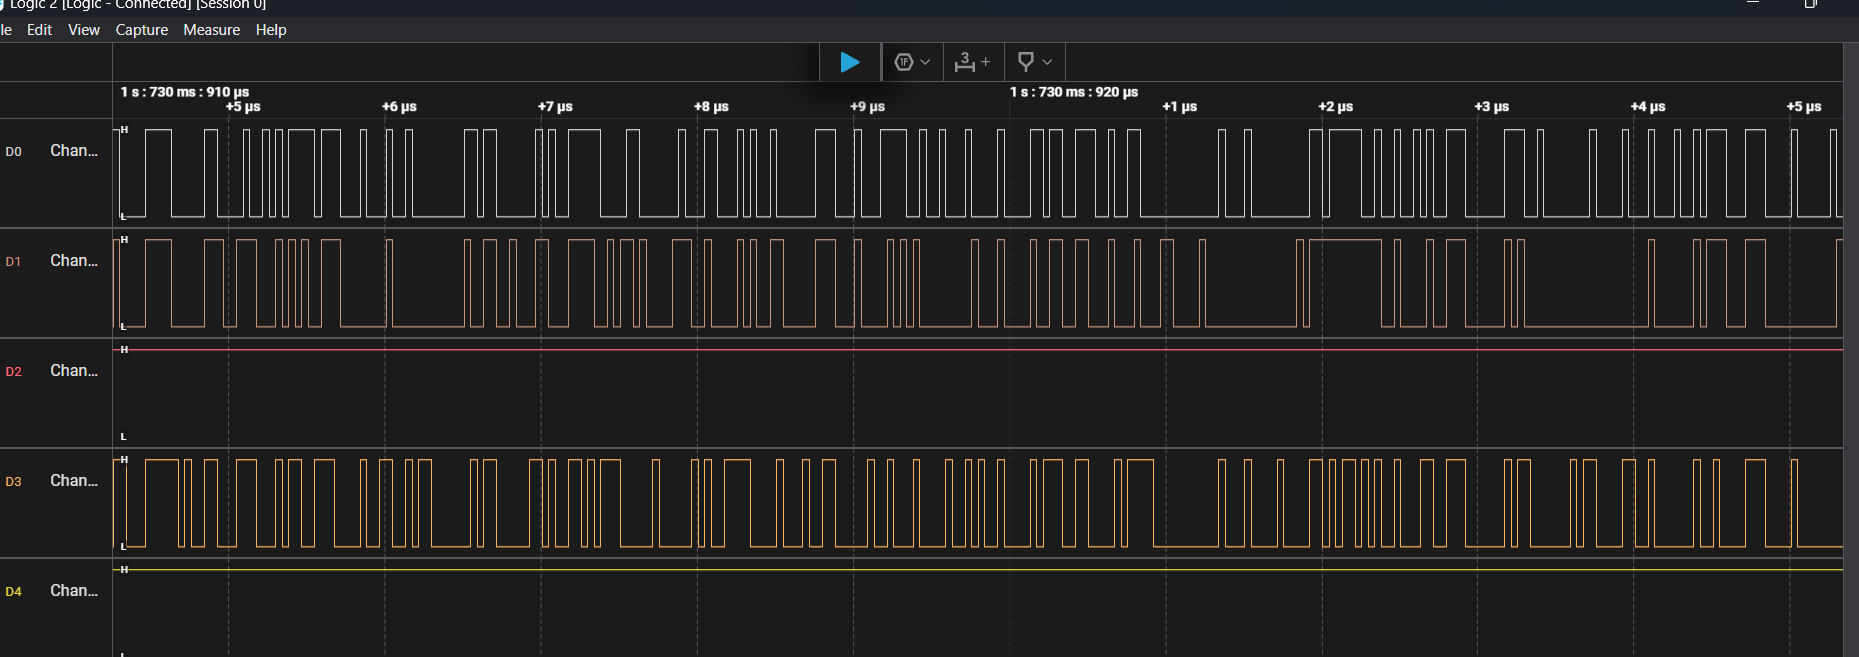 Logic 2 [Logic - Connected] [Session 0]
le Edit View Capture Measure Help
1F 3 +
1 s : 730 ms : 910 µs 1 s : 730 ms : 920 µs
+5 µs +6 µs +7 µs +8 µs +9 µs +1 µs +2 µs +3 µs +4 µs +5 µs
H
D0 Chan...
L
H
D1 Chan...
L
H
D2 Chan...
L
H
D3 Chan...
L
H
D4 Chan...